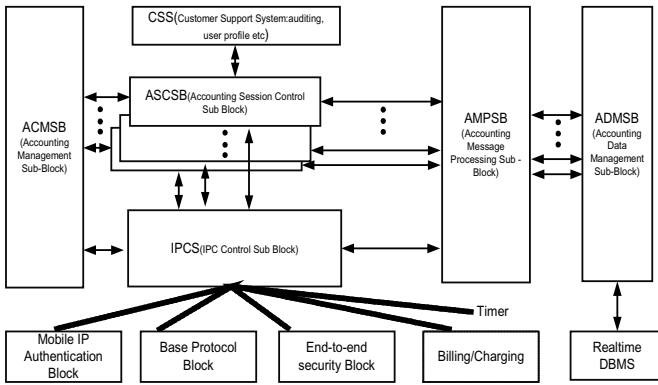 CSS(Customer Support System:auditing,
user profile etc)
ACMSB
(Accounting
Management
Sub-Block)
ASCSB(Accounting Session Control
Sub Block)
AMPSB
(Accounting
Message
Processing Sub -
Block)
ADMSB
(Accounting
Data
Management
Sub-Block)
IPCS(IPC Control Sub Block)
Timer
Mobile IP
Authentication
Block
Base Protocol
Block
End-to-end
security Block
Billing/Charging
Realtime
DBMS